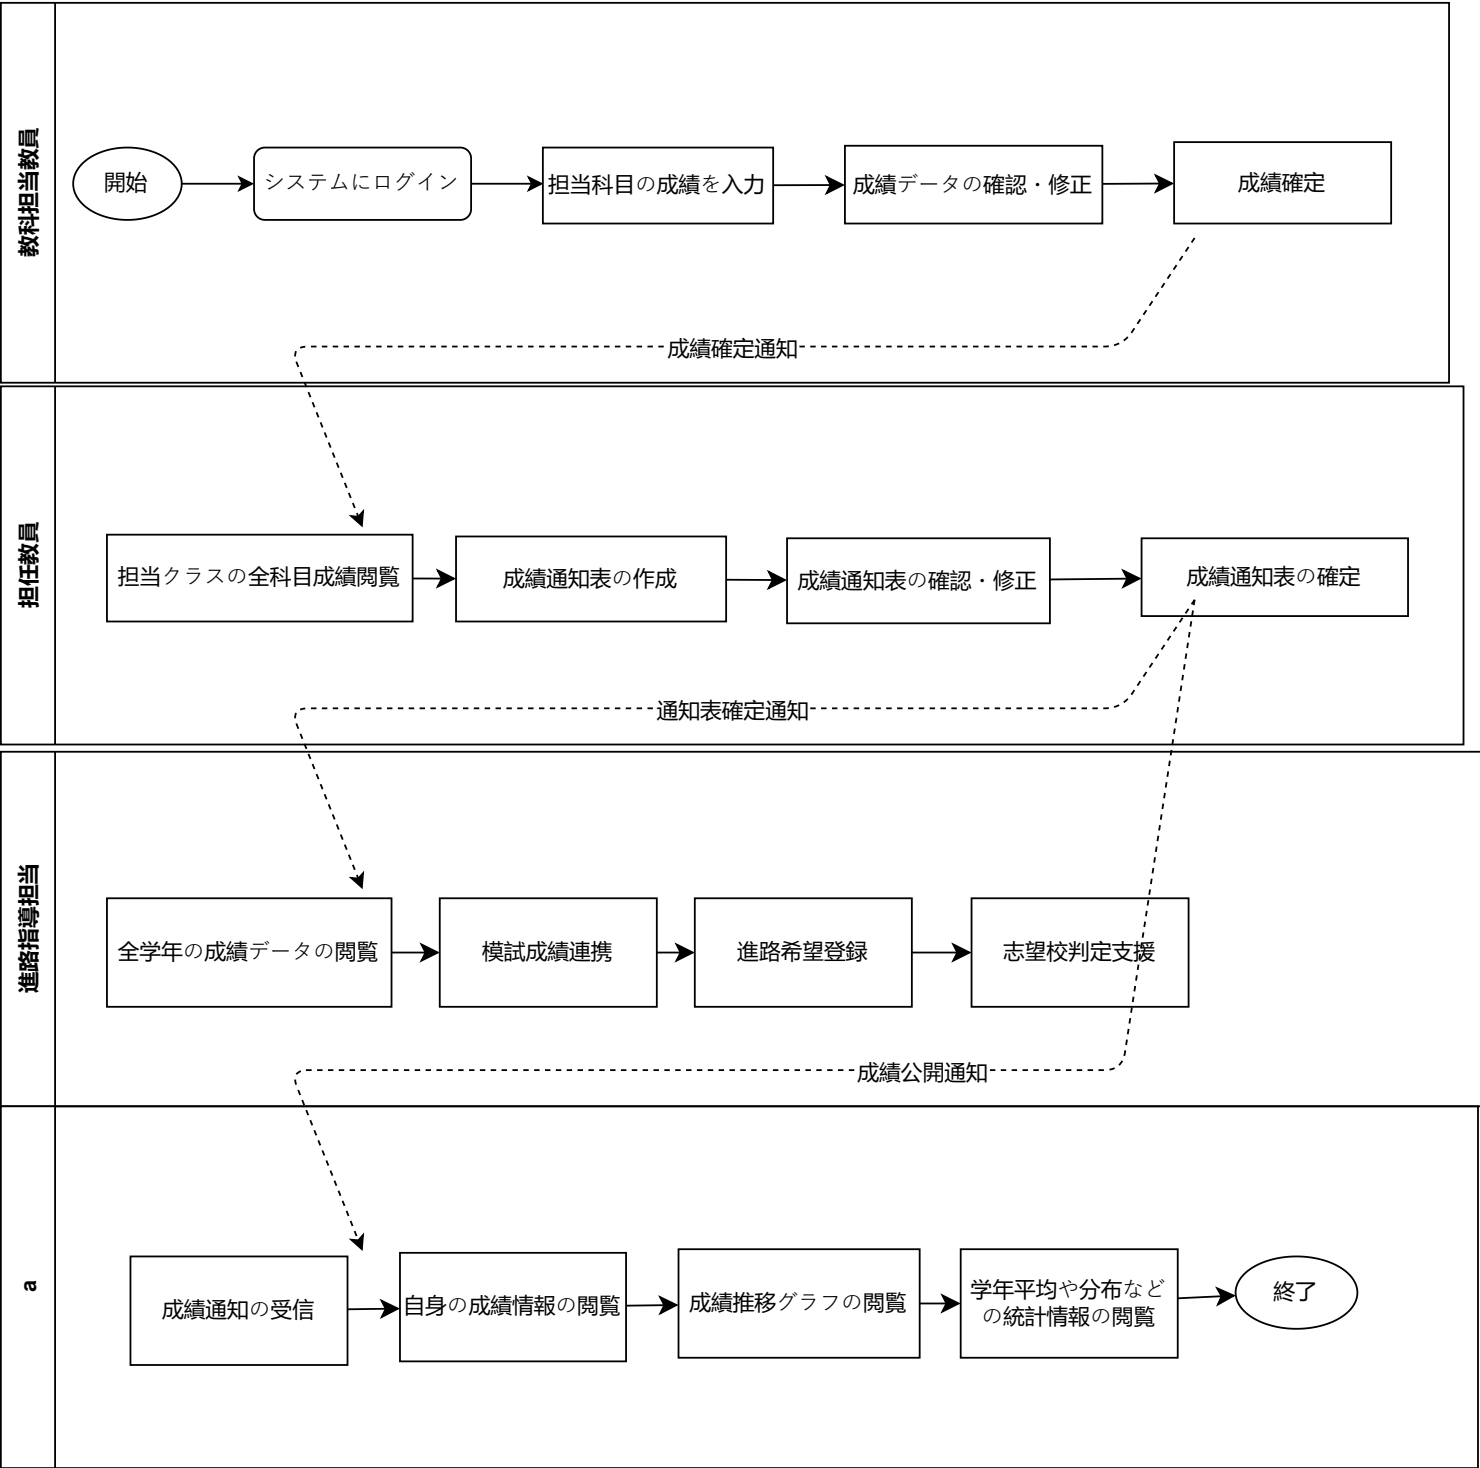 教科担当教員
開始
システムにログイン
担当科目の成績を入力
成績データの確認・修正
成績確定
成績確定通知
担任教員
担当クラスの全科目成績閲覧
成績通知表の作成
成績通知表の確認・修正
成績通知表の確定
通知表確定通知
進路指導担当
全学年の成績データの閲覧
模試成績連携
進路希望登録
志望校判定支援
成績公開通知
a
成績通知の受信
自身の成績情報の閲覧
成績推移グラフの閲覧
学年平均や分布など
の統計情報の閲覧
終了